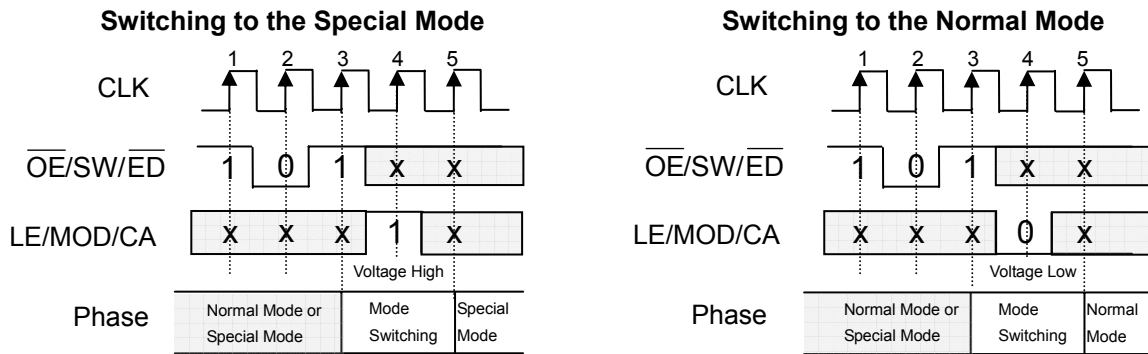 Switching to the Special Mode
1 2 3 4 5
CLK
OE/SW/ED 1 0 1 x x
LE/MOD/CA x x x 1 x
Voltage High
Phase
Normal Mode or
Special Mode
Mode
Switching
Special
Mode
Switching to the Normal Mode
1 2 3 4 5
CLK
OE/SW/ED 1 0 1 x x
LE/MOD/CA x x x 0 x
Voltage Low
Phase
Normal Mode or
Special Mode
Mode
Switching
Normal
Mode